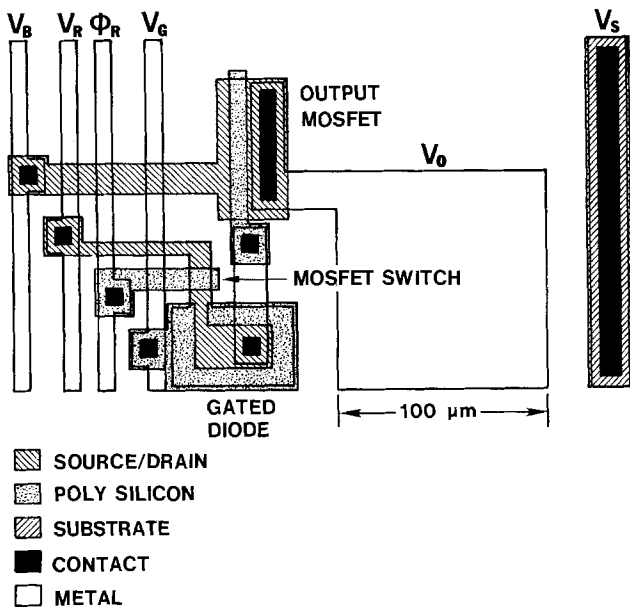 V_B V_R Φ_R V_G V_S
OUTPUT
MOSFET
V_O
MOSFET SWITCH
GATED
DIODE
100 μm
SOURCE/DRAIN
POLY SILICON
SUBSTRATE
CONTACT
METAL